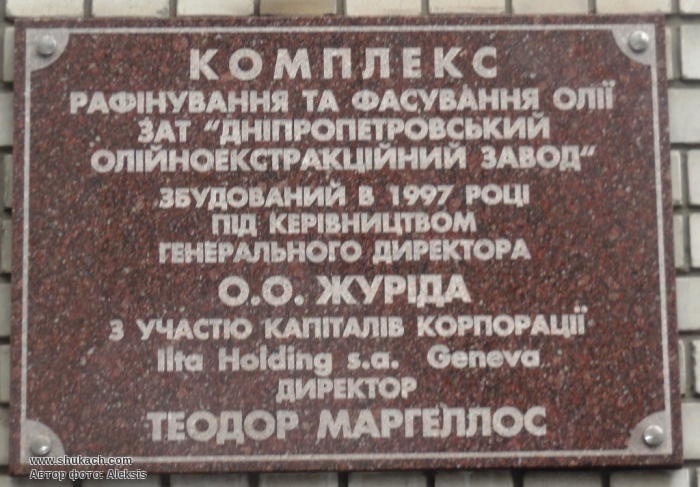 КОМПЛЕКС
РАФІНУВАННЯ ТА ФАСУВАННЯ ОЛІЇ
ЗАТ "ДНІПРОПЕТРОВСЬКИЙ
ОЛІЙНОЕКСТРАКЦІЙНИЙ ЗАВОД"
ЗБУДОВАНИЙ В 1997 РОЦІ
ПІД КЕРІВНИЦТВОМ
ГЕНЕРАЛЬНОГО ДИРЕКТОРА
О.О. ЖУРІДА
З УЧАСТЮ КАПІТАЛІВ КОРПОРАЦІЇ
Ilta Holding s.a. Geneva
ДИРЕКТОР
ТЕОДОР МАРГЕЛЛОС
www.shukach.com
Автор фото: Aleksis